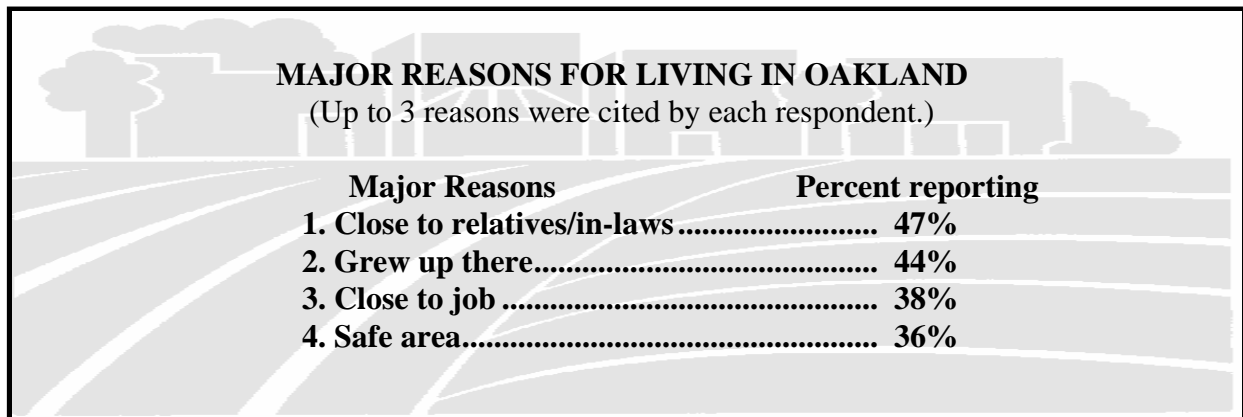 MAJOR REASONS FOR LIVING IN OAKLAND
(Up to 3 reasons were cited by each respondent.)
Major Reasons Percent reporting
1. Close to relatives/in-laws.......................... 47%
2. Grew up there............................................. 44%
3. Close to job ................................................. 38%
4. Safe area...................................................... 36%